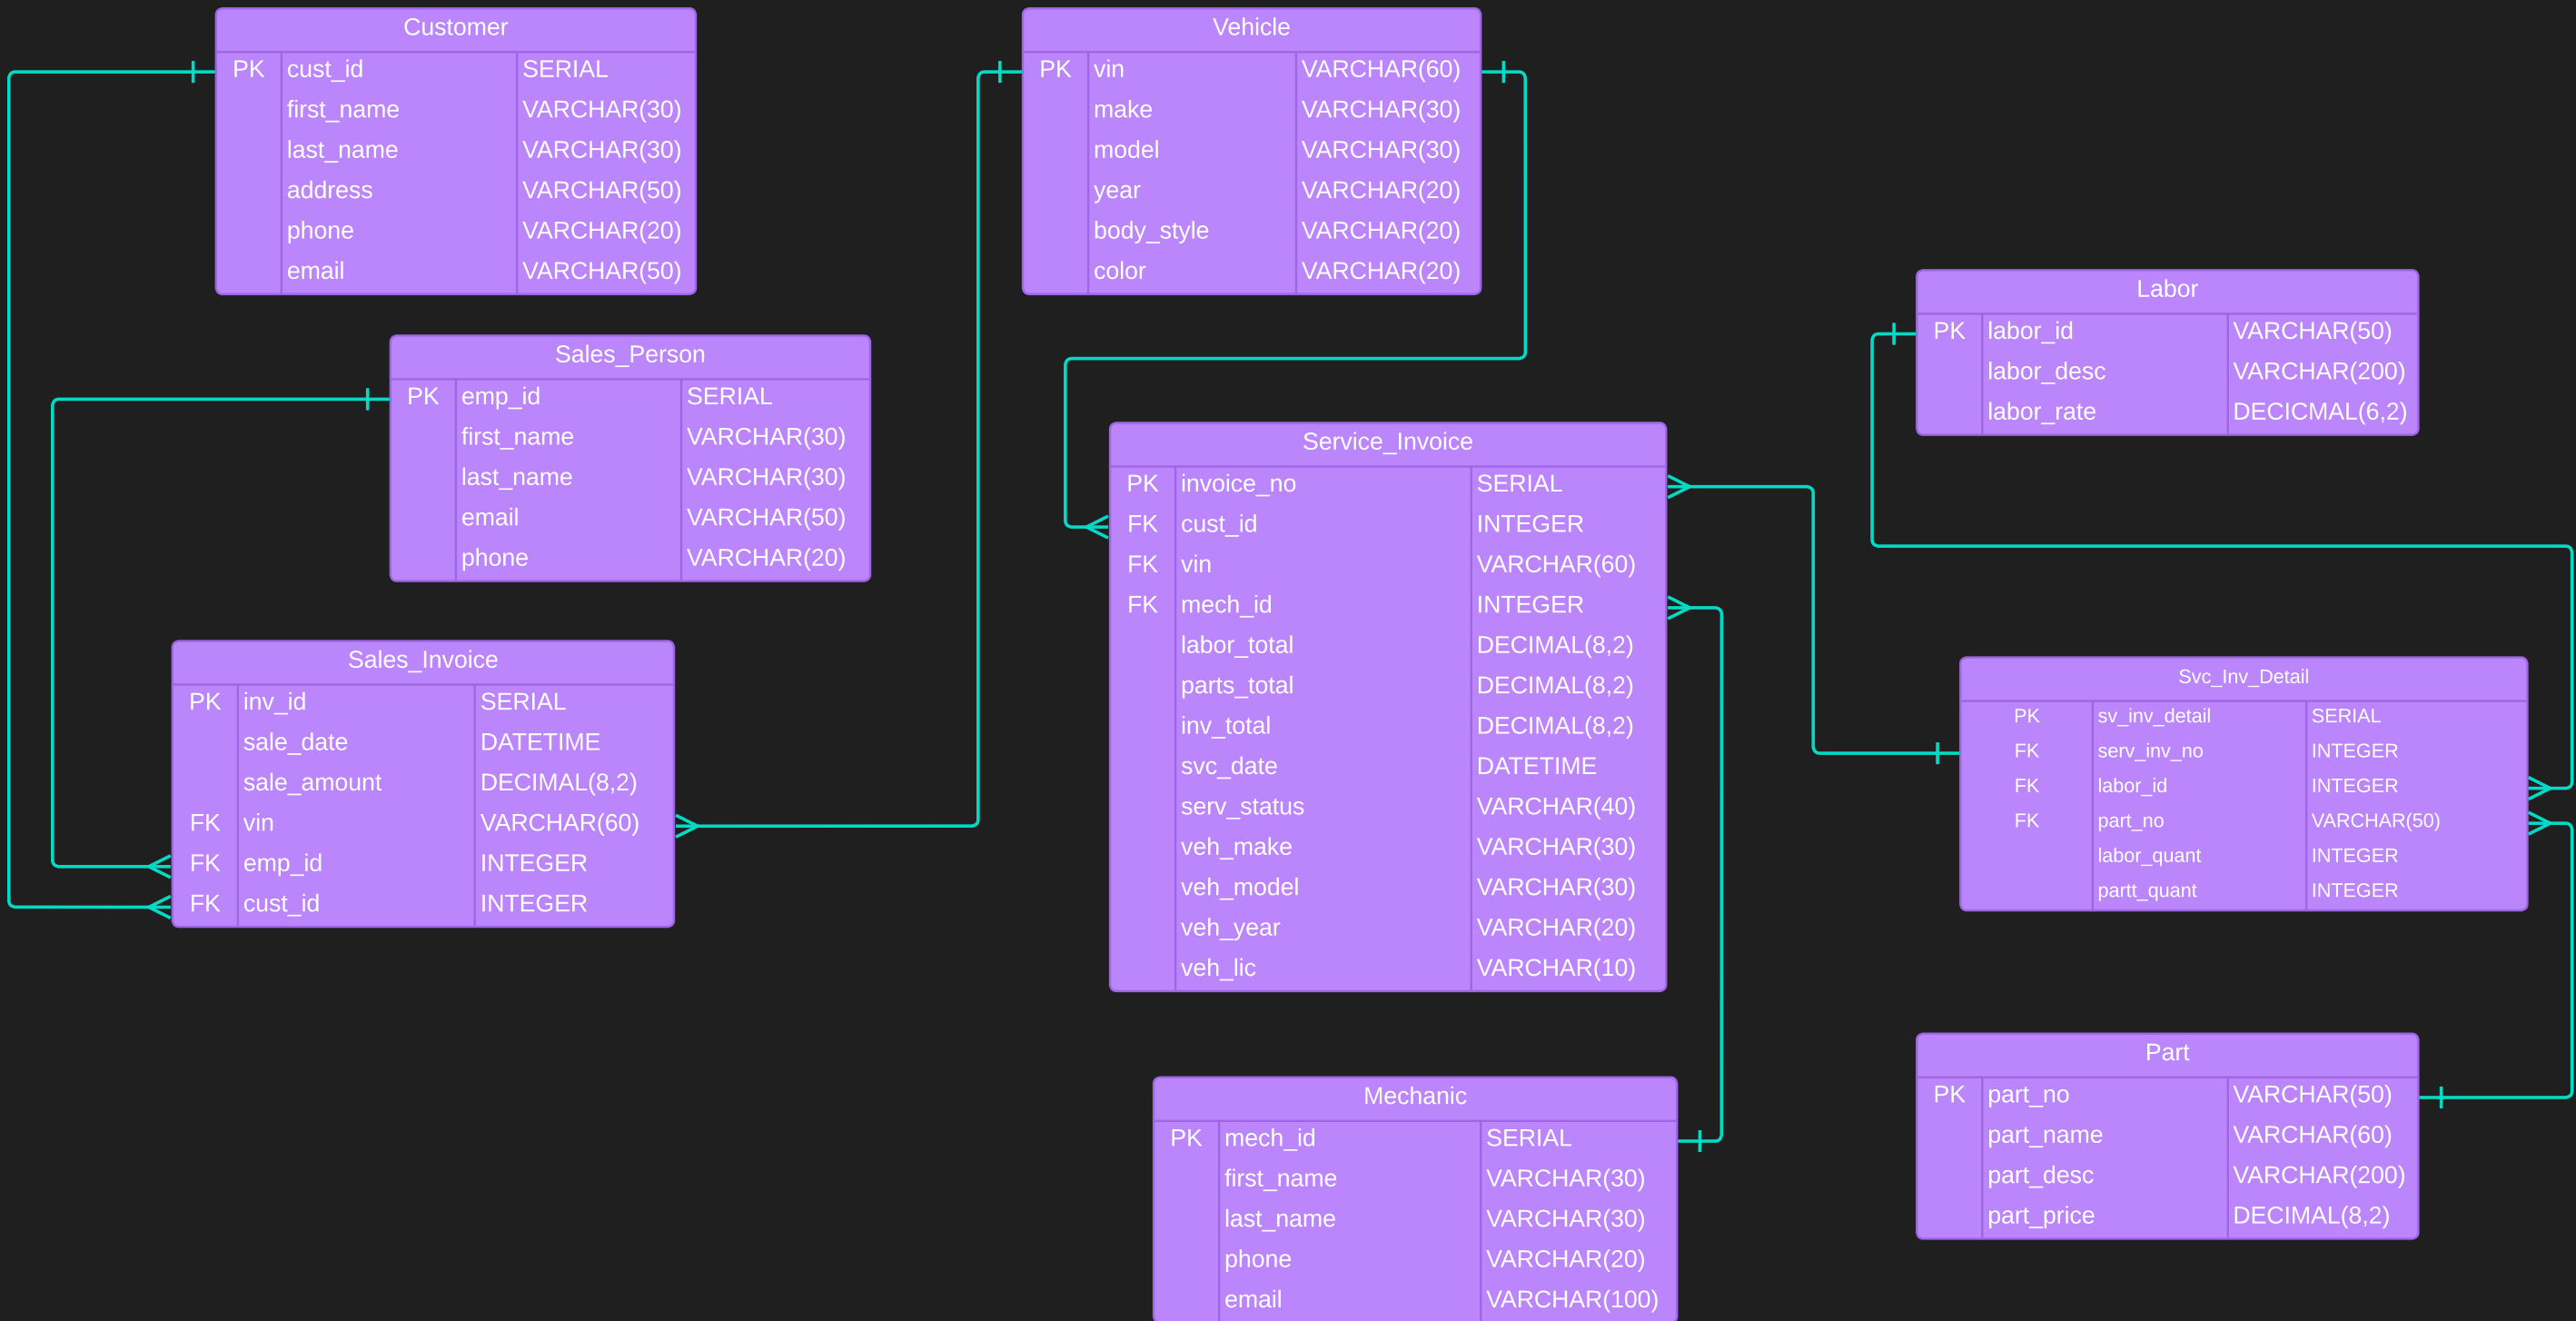 Customer
PK cust_id SERIAL
first_name VARCHAR(30)
last_name VARCHAR(30)
address VARCHAR(50)
phone VARCHAR(20)
email VARCHAR(50)
Vehicle
PK vin VARCHAR(60)
make VARCHAR(30)
model VARCHAR(30)
year VARCHAR(20)
body_style VARCHAR(20)
color VARCHAR(20)
Labor
PK labor_id VARCHAR(50)
labor_desc VARCHAR(200)
labor_rate DECICMAL(6,2)
Sales_Person
PK emp_id SERIAL
first_name VARCHAR(30)
last_name VARCHAR(30)
email VARCHAR(50)
phone VARCHAR(20)
Service_Invoice
PK invoice_no SERIAL
FK cust_id INTEGER
FK vin VARCHAR(60)
FK mech_id INTEGER
labor_total DECIMAL(8,2)
parts_total DECIMAL(8,2)
inv_total DECIMAL(8,2)
svc_date DATETIME
serv_status VARCHAR(40)
veh_make VARCHAR(30)
veh_model VARCHAR(30)
veh_year VARCHAR(20)
veh_lic VARCHAR(10)
Sales_Invoice
PK inv_id SERIAL
sale_date DATETIME
sale_amount DECIMAL(8,2)
FK vin VARCHAR(60)
FK emp_id INTEGER
FK cust_id INTEGER
Svc_Inv_Detail
PK sv_inv_detail SERIAL
FK serv_inv_no INTEGER
FK labor_id INTEGER
FK part_no VARCHAR(50)
labor_quant INTEGER
partt_quant INTEGER
Part
PK part_no VARCHAR(50)
part_name VARCHAR(60)
part_desc VARCHAR(200)
part_price DECIMAL(8,2)
Mechanic
PK mech_id SERIAL
first_name VARCHAR(30)
last_name VARCHAR(30)
phone VARCHAR(20)
email VARCHAR(100)